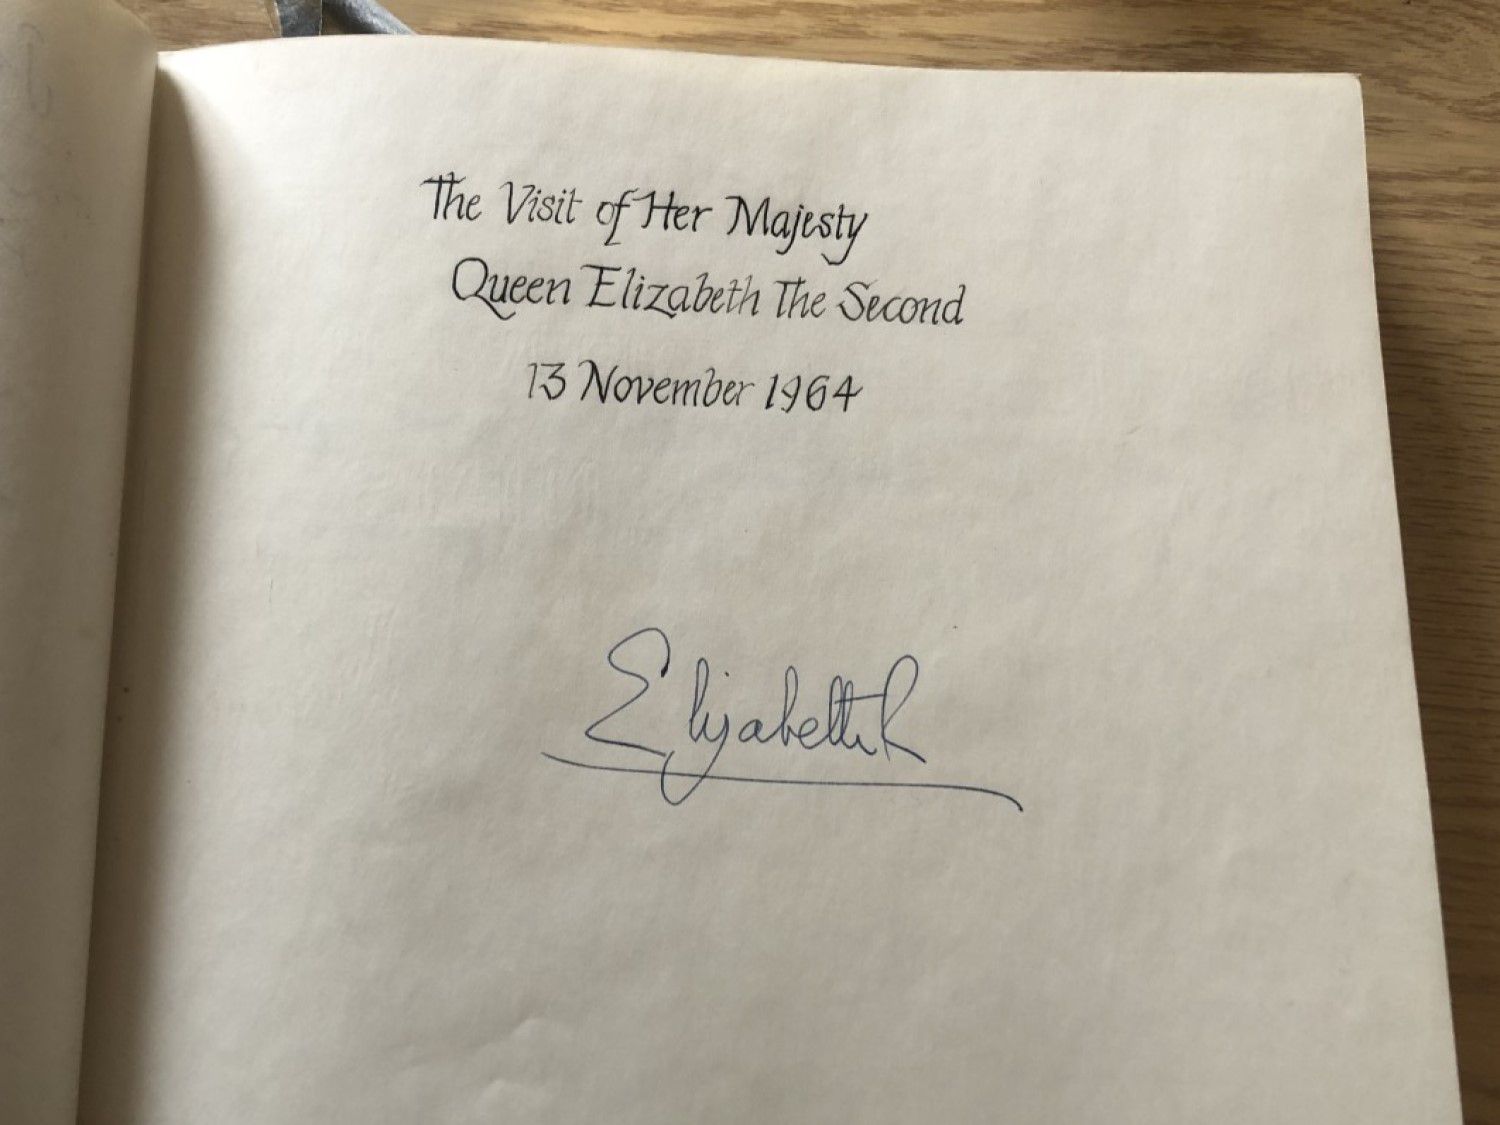 The Visit of Her Majesty
Queen Elizabeth The Second
13 November 1964
Elizabeth R